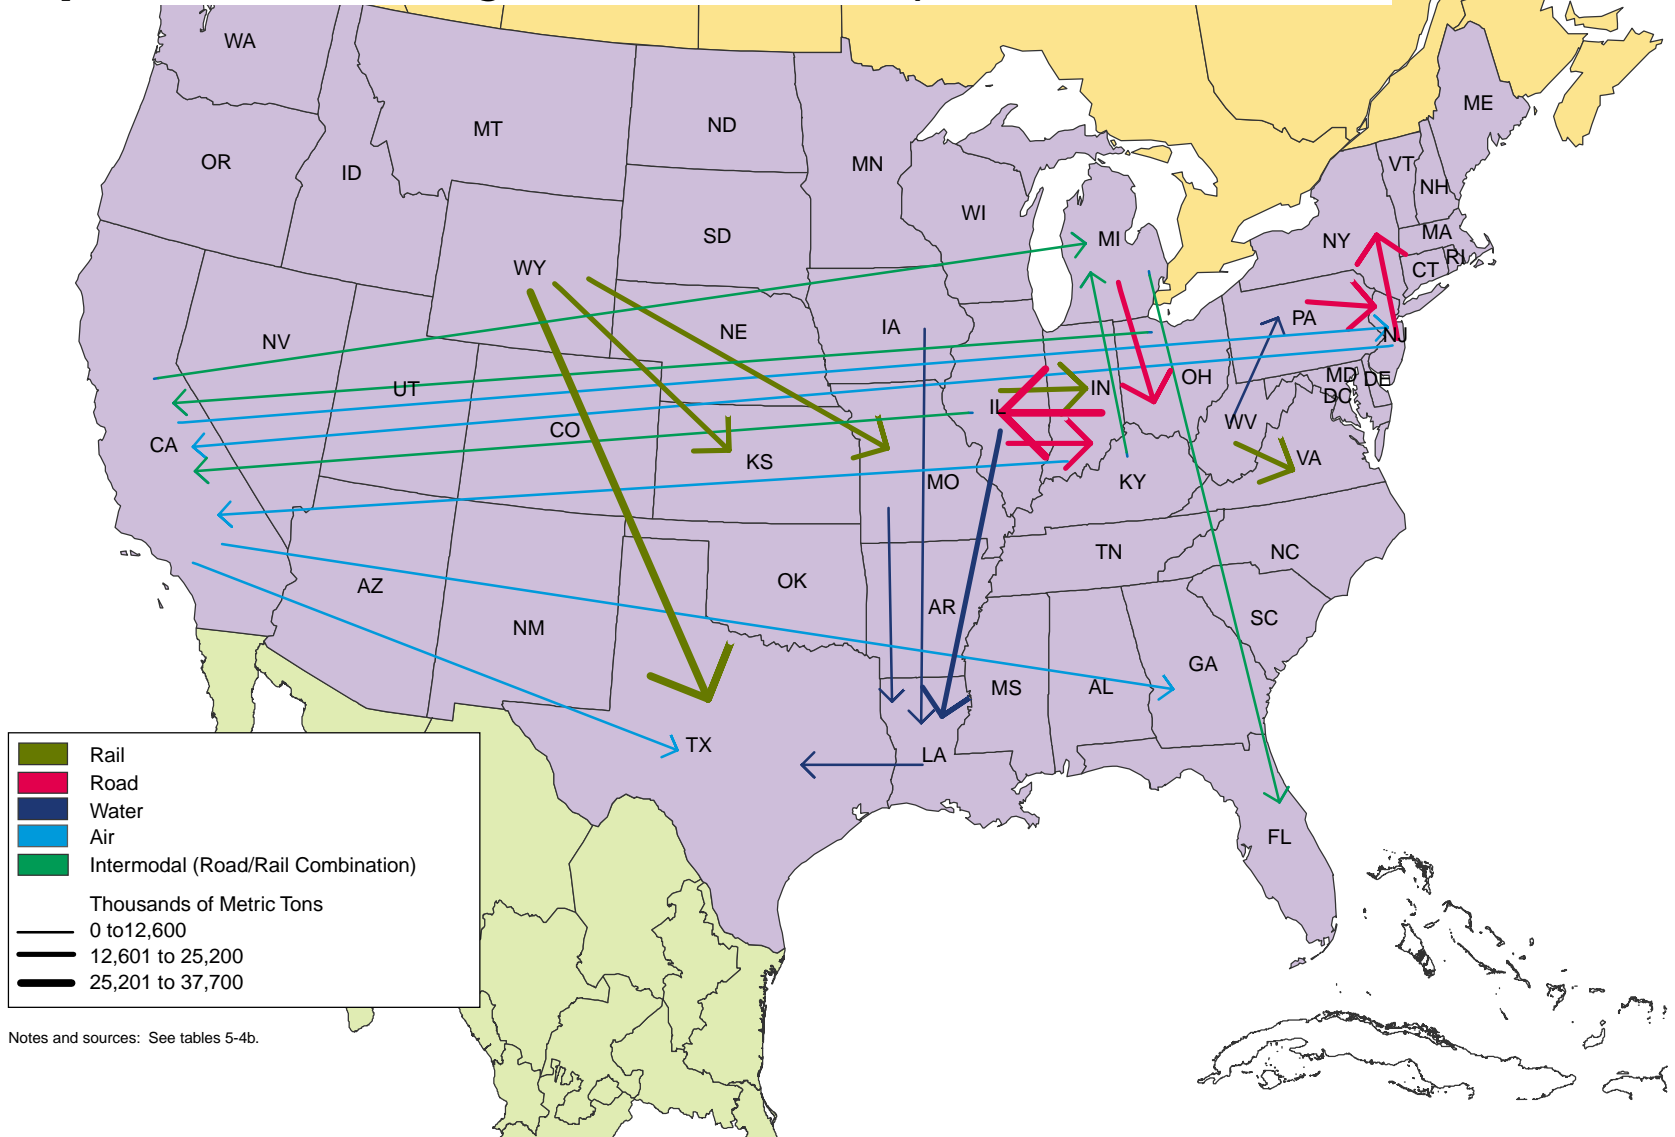 WA
MT
ND
MN
ME
OR
ID
VT
NH
WI
SD
MI
NY
MA
WY
CT
RI
NV
NE
IA
PA
NJ
UT
IN
OH
MD
DE
DC
IL
CA
CO
KS
WV
VA
MO
KY
TN
NC
AZ
OK
AR
NM
SC
GA
MS
AL
TX
LA
FL
Rail
Road
Water
Air
Intermodal (Road/Rail Combination)
Thousands of Metric Tons
0 to12,600
12,601 to 25,200
25,201 to 37,700
Notes and sources: See tables 5-4b.